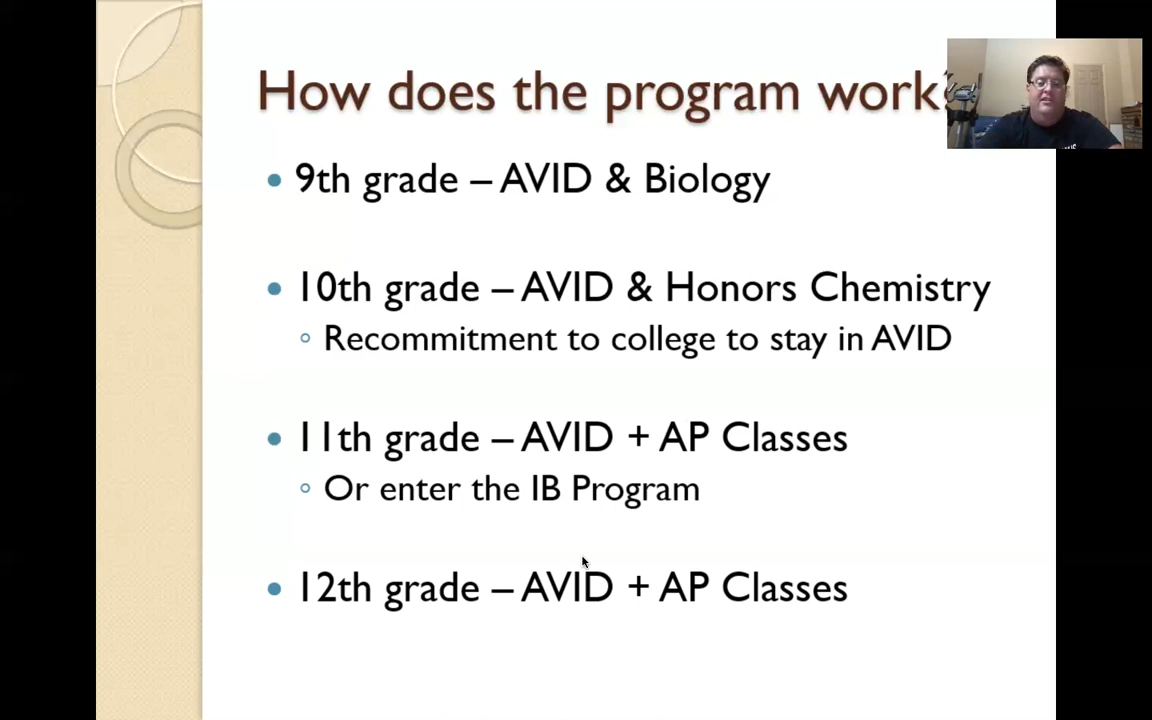 How does the program work?
• 9th grade – AVID & Biology
• 10th grade – AVID & Honors Chemistry
◦ Recommitment to college to stay in AVID
• 11th grade – AVID + AP Classes
◦ Or enter the IB Program
• 12th grade – AVID + AP Classes